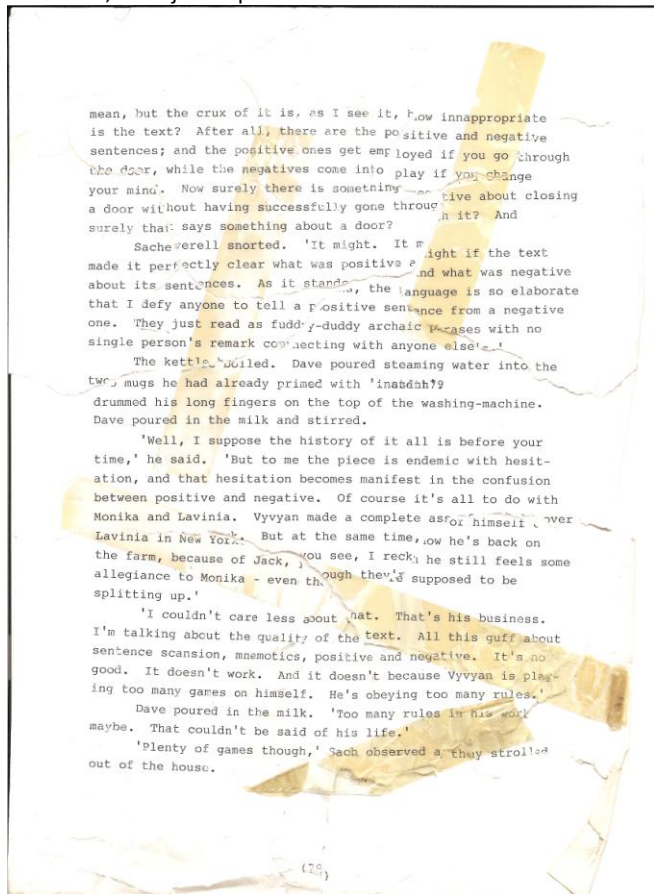 mean, but the crux of it is, as I see it, how innappropriate
is the text? After all, there are the positive and negative
sentences; and the positive ones get employed if you go through
the door, while the negatives come into play if you change
your mind. Now surely there is something tive about closing
a door without having successfully gone throug h it? And
surely that says something about a door?
Sacheverell snorted. 'It might. It might if the text
made it perfectly clear what was positive and what was negative
about its sentences. As it stands, the language is so elaborate
that I defy anyone to tell a positive sentence from a negative
one. They just read as fuddy-duddy archaic phrases with no
single person's remark connecting with anyone else's.'
The kettle boiled. Dave poured steaming water into the
two mugs he had already primed with
drummed his long fingers on the top of the washing-machine.
Dave poured in the milk and stirred.
'Well, I suppose the history of it all is before your
time,' he said. 'But to me the piece is endemic with hesit-
ation, and that hesitation becomes manifest in the confusion
between positive and negative. Of course it's all to do with
Monika and Lavinia. Vyvyan made a complete himself over
Lavinia in New York. But at the same time, now he's back on
the farm, because of Jack, you see, I reck he still feels some
allegiance to Monika - even though they're supposed to be
splitting up.'
'I couldn't care less about that. That's his business.
I'm talking about the quality of the text. All this guff about
sentence scansion, mnemotics, positive and negative. It's no
good. It doesn't work. And it doesn't because Vyvyan is play-
ing too many games on himself. He's obeying too many rules.'
Dave poured in the milk. 'Too many rules in his work
maybe. That couldn't be said of his life.'
'Plenty of games though,' Sach observed as they strolled
out of the house.